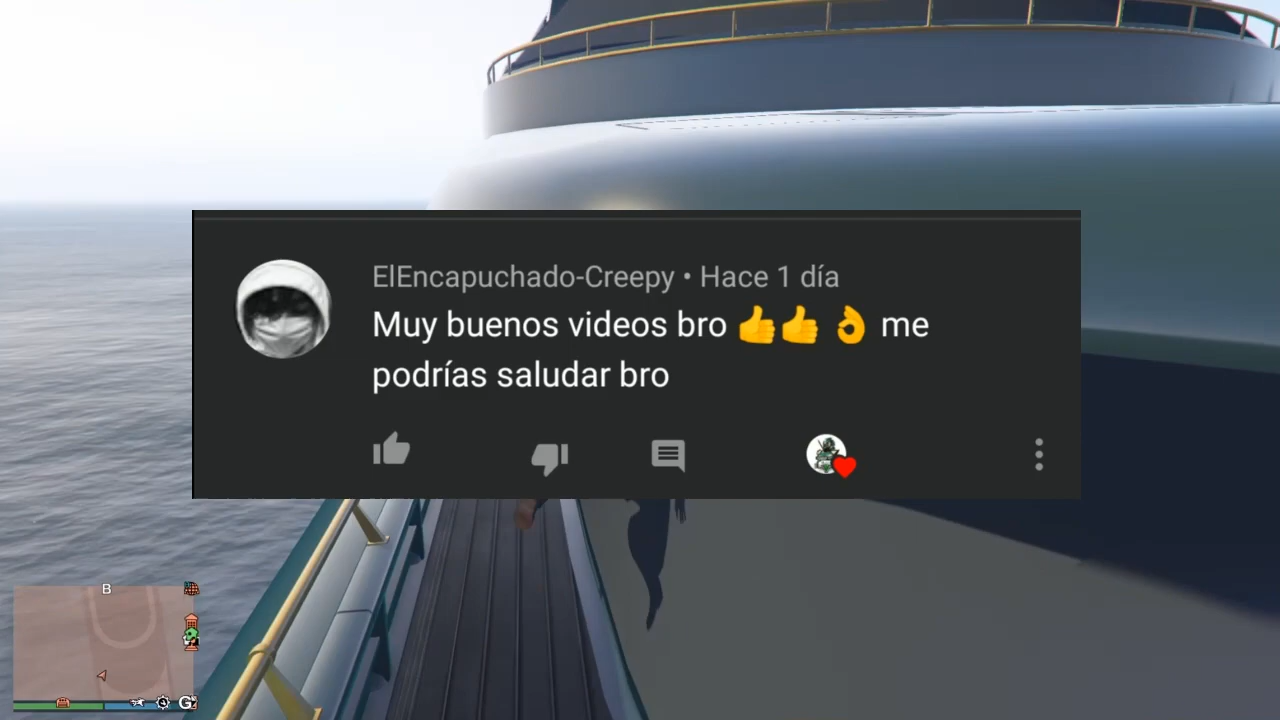 ElEncapuchado-Creepy • Hace 1 día
Muy buenos videos bro 👍👍 👌 me
podrías saludar bro
B
G